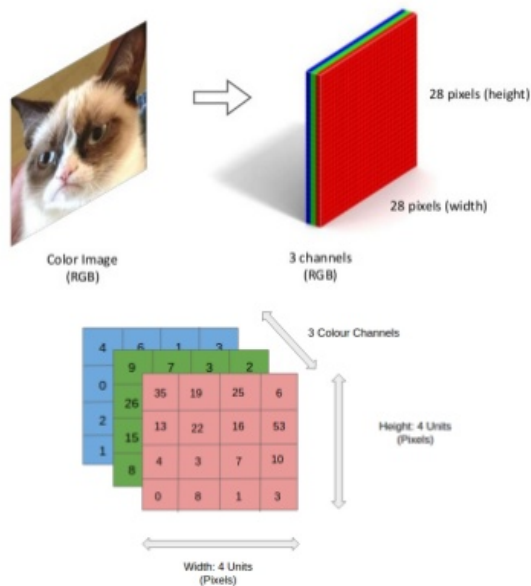 28 pixels (height)
28 pixels (width)
Color Image
(RGB)
3 channels
(RGB)
3 Colour Channels
4 6 1 3
9 7 3 2
0
26
2
15
1
8
35 19 25 6
13 22 16 53
4 3 7 10
0 8 1 3
Height: 4 Units
(Pixels)
Width: 4 Units
(Pixels)